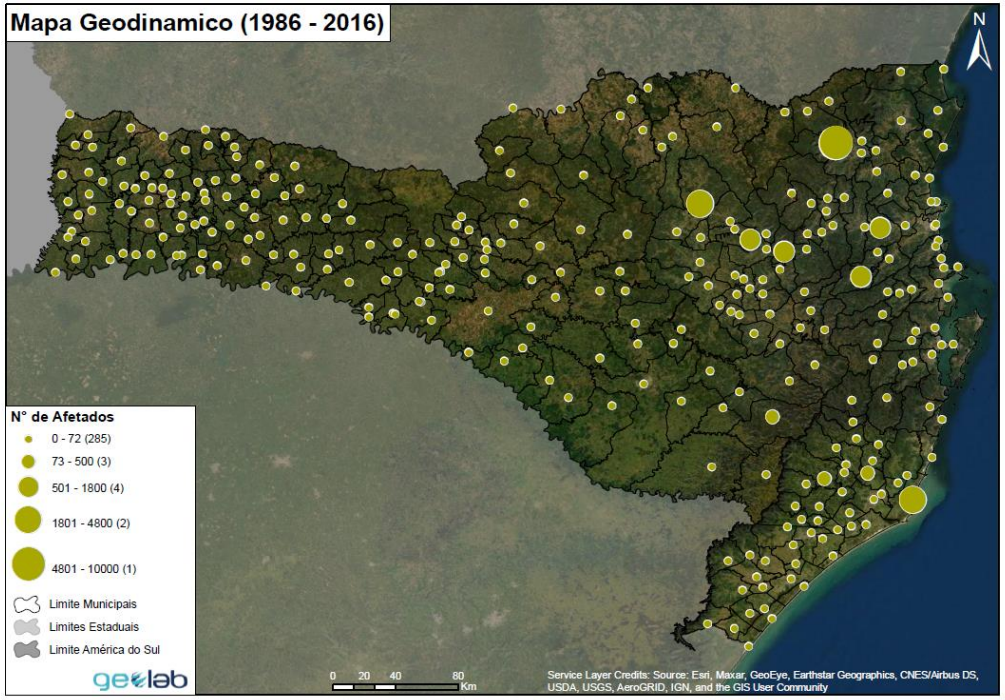 Mapa Geodinamico (1986 - 2016)
N
N° de Afetados
0 - 72 (285)
73 - 500 (3)
501 - 1800 (4)
1801 - 4800 (2)
4801 - 10000 (1)
Limite Municipais
Limites Estaduais
Limite América do Sul
geolab
0 20 40 80
Km
Service Layer Credits: Source: Esri, Maxar, GeoEye, Earthstar Geographics, CNES/Airbus DS,
USDA, USGS, AeroGRID, IGN, and the GIS User Community